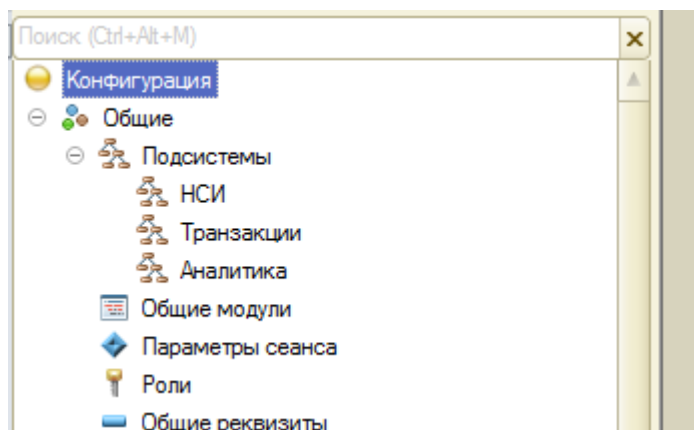 Поиск (Ctrl+Alt+M)
Конфигурация
Общие
Подсистемы
НСИ
Транзакции
Аналитика
Общие модули
Параметры сеанса
Роли
Общие реквизиты